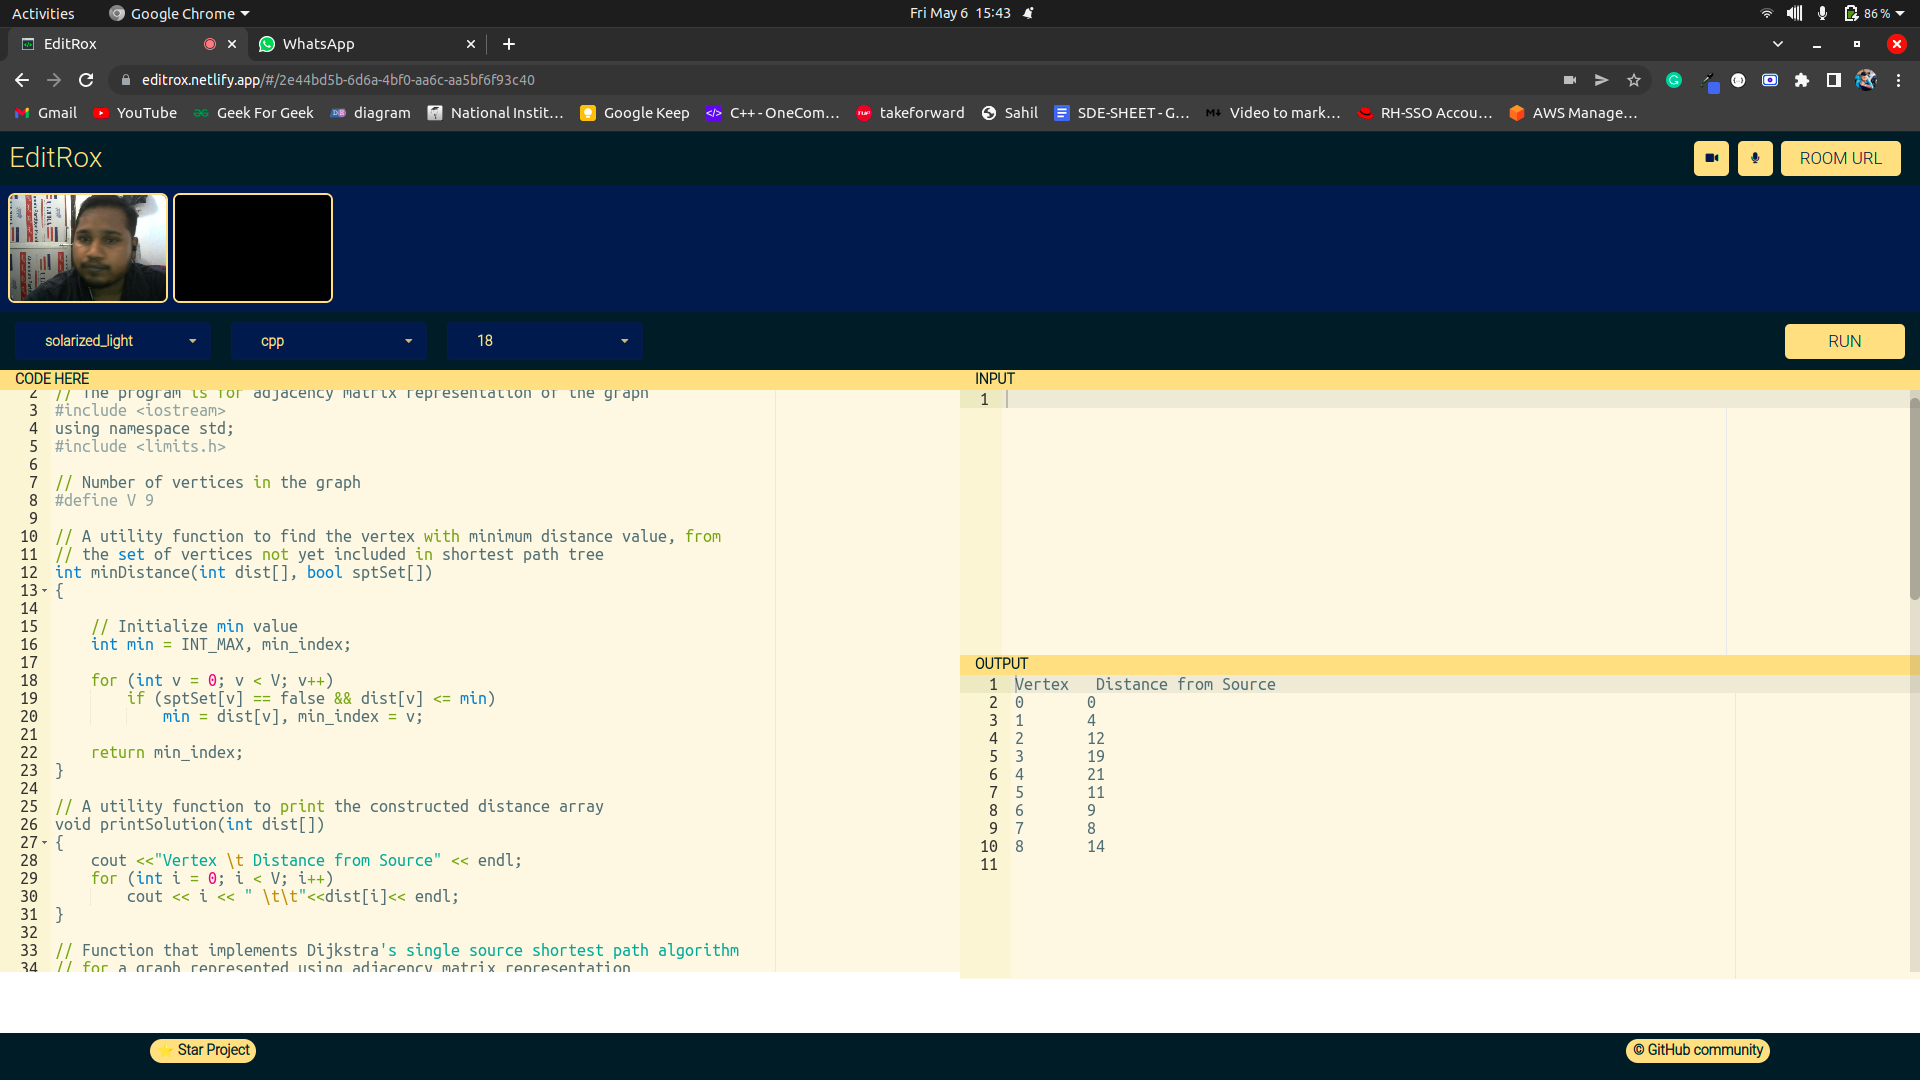 Activities Google Chrome Fri May 6 15:43 86%
EditRox WhatsApp
editrox.netlify.app/#/2e44bd5b-6d6a-4bf0-aa6c-aa5bf6f93c40
Gmail YouTube Geek For Geek diagram National Instit… Google Keep C++ - OneCom… takeforward Sahil SDE-SHEET - G… Video to mark… RH-SSO Accou… AWS Manage…
EditRox ROOM URL
solarized_light cpp 18 RUN
CODE HERE
2 // The program is for adjacency matrix representation of the graph
3 #include <iostream>
4 using namespace std;
5 #include <limits.h>
6
7 // Number of vertices in the graph
8 #define V 9
9
10 // A utility function to find the vertex with minimum distance value, from
11 // the set of vertices not yet included in shortest path tree
12 int minDistance(int dist[], bool sptSet[])
13 {
14
15 // Initialize min value
16 int min = INT_MAX, min_index;
17
18 for (int v = 0; v < V; v++)
19 if (sptSet[v] == false && dist[v] <= min)
20 min = dist[v], min_index = v;
21
22 return min_index;
23 }
24
25 // A utility function to print the constructed distance array
26 void printSolution(int dist[])
27 {
28 cout <<"Vertex \t Distance from Source" << endl;
29 for (int i = 0; i < V; i++)
30 cout << i << " \t\t"<<dist[i]<< endl;
31 }
32
33 // Function that implements Dijkstra's single source shortest path algorithm
34 // for a graph represented using adjacency matrix representation
INPUT
1
OUTPUT
1 Vertex Distance from Source
2 0 0
3 1 4
4 2 12
5 3 19
6 4 21
7 5 11
8 6 9
9 7 8
10 8 14
11
⭐ Star Project
© GitHub community